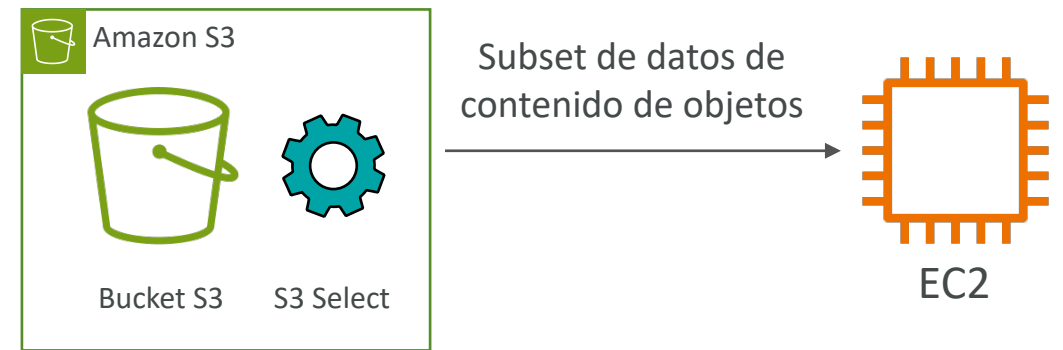 Amazon S3
Subset de datos de
contenido de objetos
Bucket S3
S3 Select
EC2